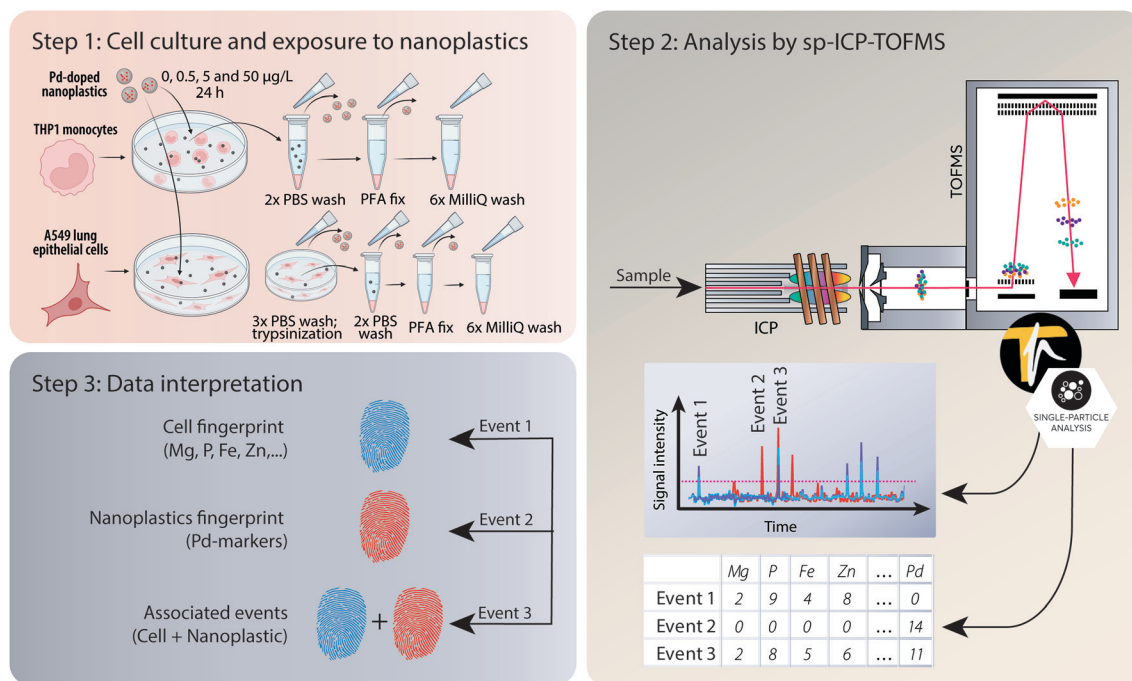 Step 1: Cell culture and exposure to nanoplastics
Pd-doped
nanoplastics
0, 0.5, 5 and 50 μg/L
24 h
THP1 monocytes
2x PBS wash
PFA fix
6x MilliQ wash
A549 lung
epithelial cells
3x PBS wash;
trypsinization
2x PBS
wash
PFA fix
6x MilliQ wash
Step 2: Analysis by sp-ICP-TOFMS
TOFMS
Sample
ICP
SINGLE-PARTICLE
ANALYSIS
Signal intensity
Event 1
Event 2
Event 3
Time
Mg P Fe Zn ... Pd
Event 1 2 9 4 8 ... 0
Event 2 0 0 0 0 ... 14
Event 3 2 8 5 6 ... 11
Step 3: Data interpretation
Cell fingerprint
(Mg, P, Fe, Zn,...)
Event 1
Nanoplastics fingerprint
(Pd-markers)
Event 2
Associated events
(Cell + Nanoplastic)
+
Event 3